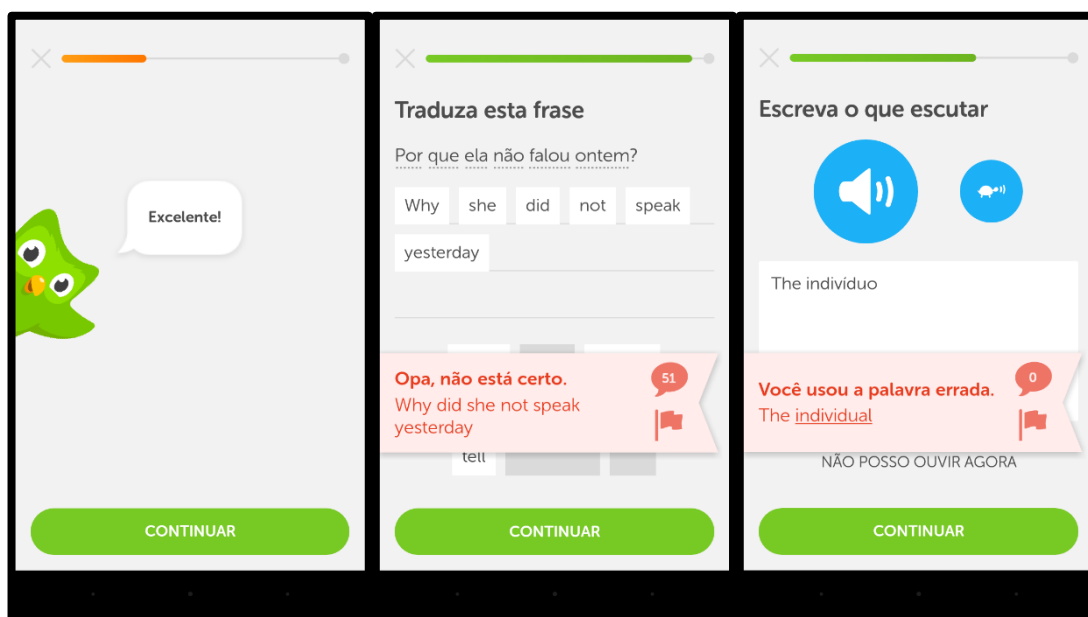 Excelente!
CONTINUAR
Traduza esta frase
Por que ela não falou ontem?
Why she did not speak
yesterday
Opa, não está certo.
51
Why did she not speak
yesterday
tell
CONTINUAR
Escreva o que escutar
The indivíduo
Você usou a palavra errada.
0
The individual
NÃO POSSO OUVIR AGORA
CONTINUAR